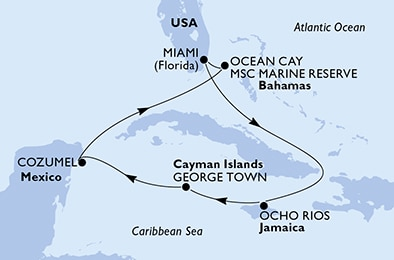 USA
Atlantic Ocean
MIAMI
(Florida)
OCEAN CAY
MSC MARINE RESERVE
Bahamas
COZUMEL
Mexico
Cayman Islands
GEORGE TOWN
OCHO RIOS
Jamaica
Caribbean Sea